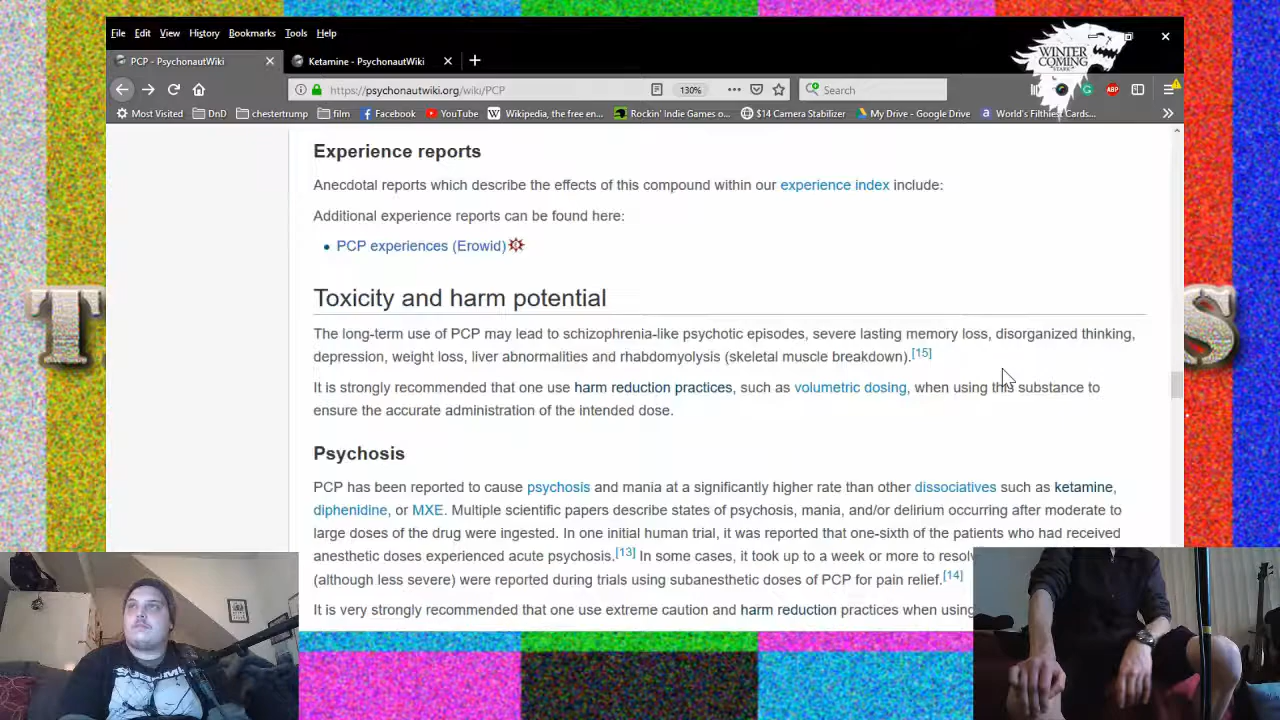 File Edit View History Bookmarks Tools Help
WINTER
COMING
STARK
PCP - PsychonautWiki
Ketamine - PsychonautWiki
https://psychonautwiki.org/wiki/PCP
130%
Search
ABP
Most Visited DnD chestertrump film Facebook YouTube Wikipedia, the free en... Rockin' Indie Games o... $14 Camera Stabilizer My Drive - Google Drive World's Filthiest Cards...
Experience reports
Anecdotal reports which describe the effects of this compound within our experience index include:
Additional experience reports can be found here:
PCP experiences (Erowid)
Toxicity and harm potential
The long-term use of PCP may lead to schizophrenia-like psychotic episodes, severe lasting memory loss, disorganized thinking,
depression, weight loss, liver abnormalities and rhabdomyolysis (skeletal muscle breakdown).[15]
It is strongly recommended that one use harm reduction practices, such as volumetric dosing, when using this substance to
ensure the accurate administration of the intended dose.
T
S
Psychosis
PCP has been reported to cause psychosis and mania at a significantly higher rate than other dissociatives such as ketamine,
diphenidine, or MXE. Multiple scientific papers describe states of psychosis, mania, and/or delirium occurring after moderate to
large doses of the drug were ingested. In one initial human trial, it was reported that one-sixth of the patients who had received
anesthetic doses experienced acute psychosis.[13] In some cases, it took up to a week or more to resol
(although less severe) were reported during trials using subanesthetic doses of PCP for pain relief.[14]
It is very strongly recommended that one use extreme caution and harm reduction practices when using